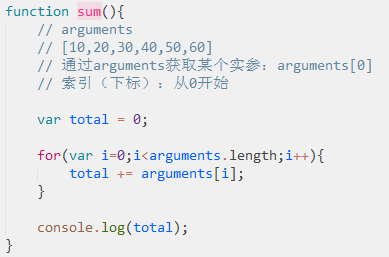 function sum(){
    // arguments
    // [10,20,30,40,50,60]
    // 通过arguments获取某个实参：arguments[0]
    // 索引（下标）：从0开始
    var total = 0;
    for(var i=0;i<arguments.length;i++){
        total += arguments[i];
    }
    console.log(total);
}